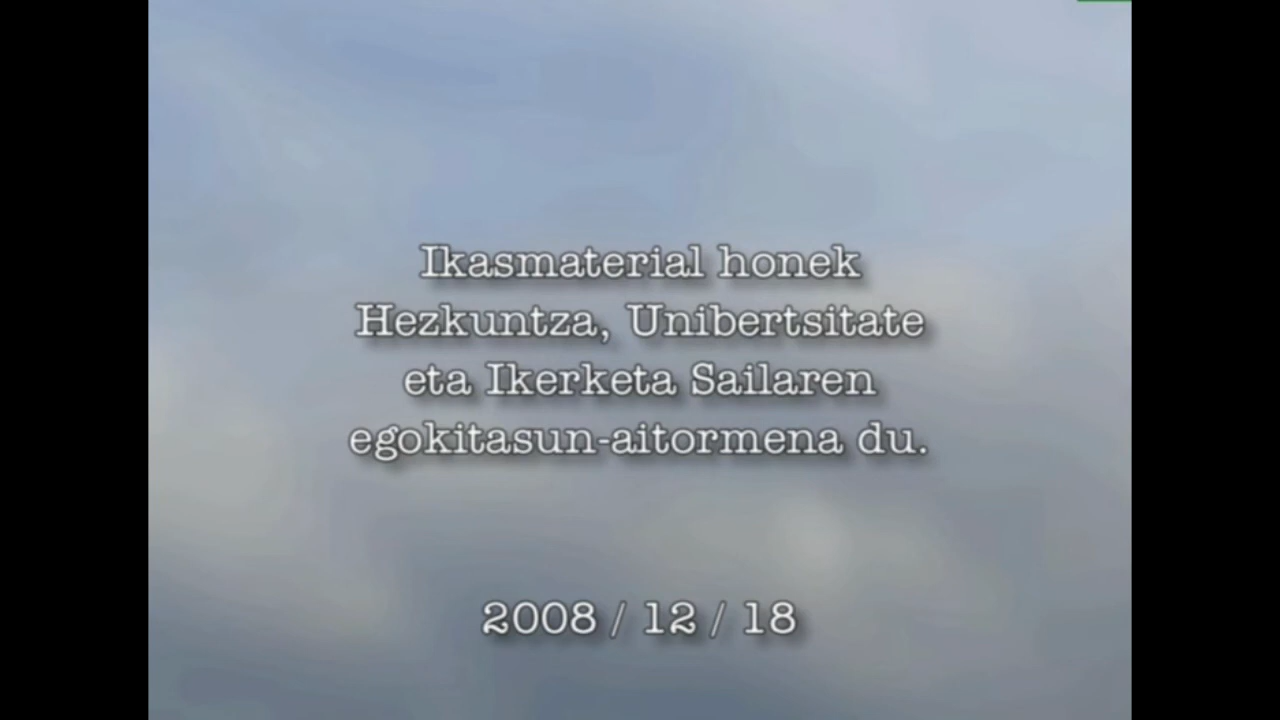 Ikasmaterial honek
Hezkuntza, Unibertsitate
eta Ikerketa Sailaren
egokitasun-aitormena du.
2008 / 12 / 18